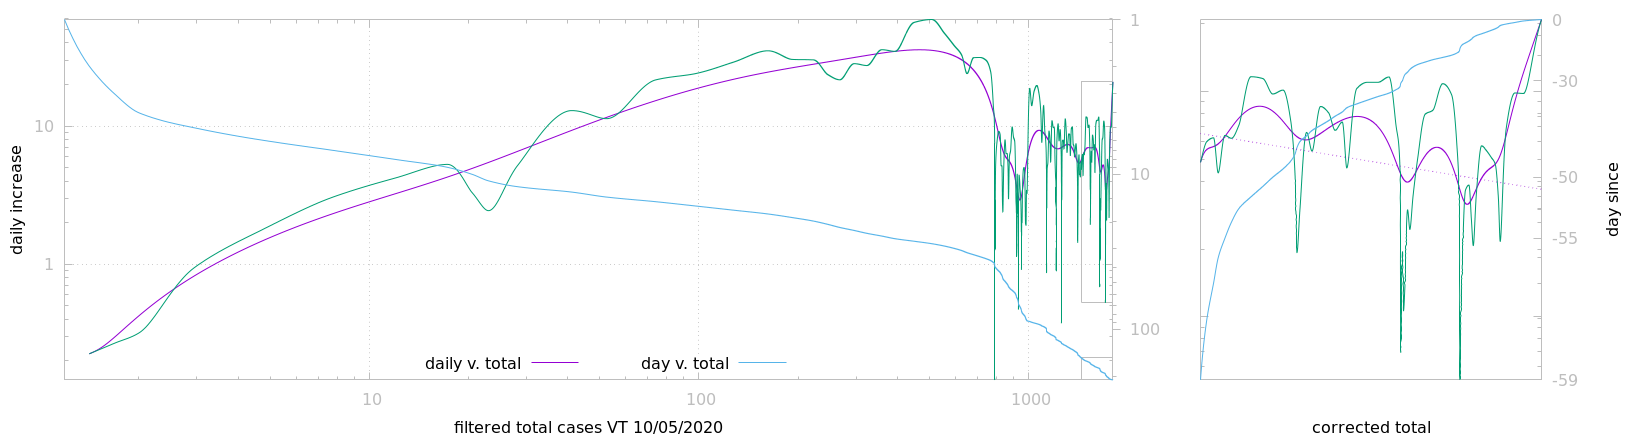 daily increase
10
1
daily v. total
day v. total
10
100
1000
1
10
100
filtered total cases VT 10/05/2020
0
-30
-50
-55
-59
day since
corrected total